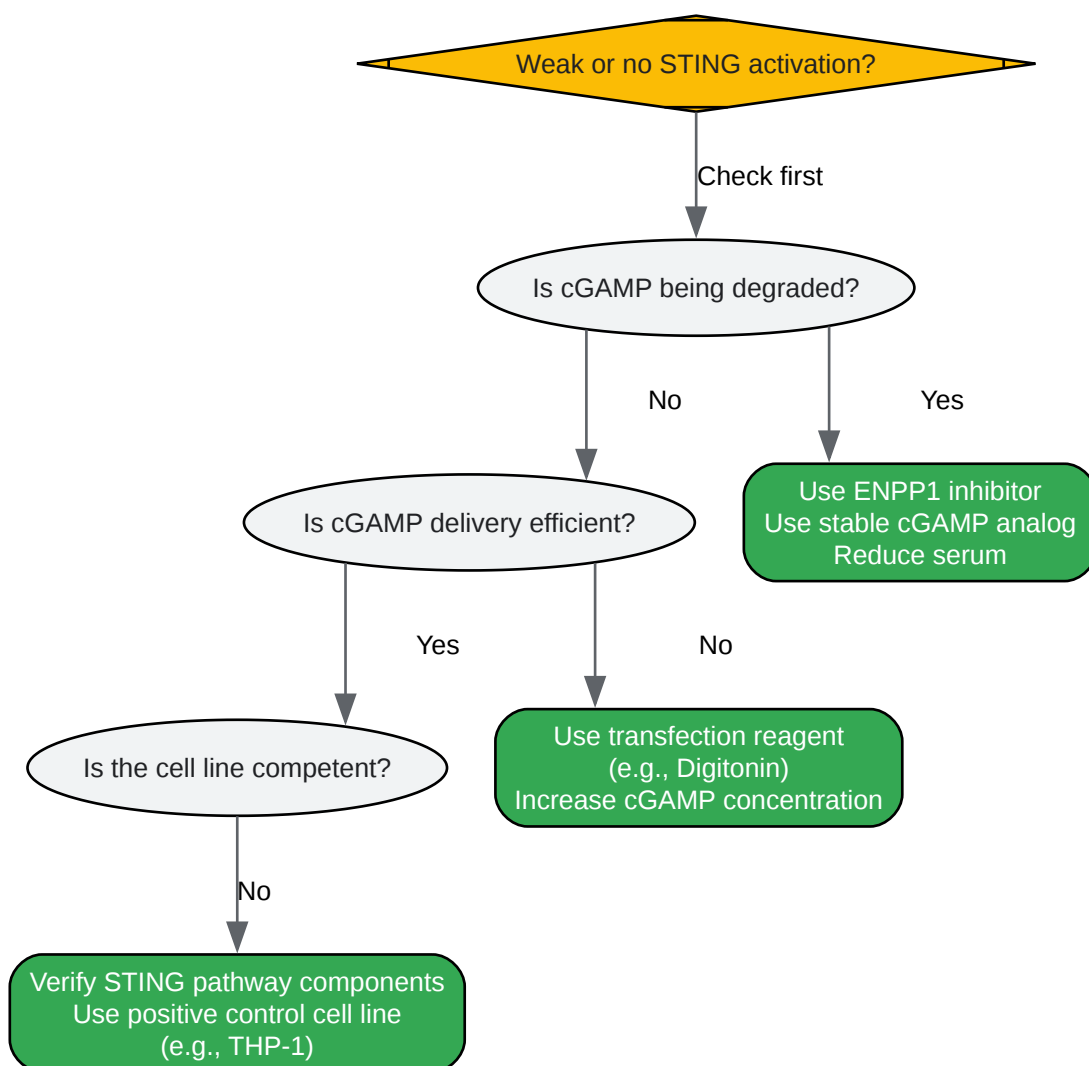 Weak or no STING activation?
Check first
Is cGAMP being degraded?
No
Yes
Use ENPP1 inhibitor
Use stable cGAMP analog
Reduce serum
Is cGAMP delivery efficient?
Yes
No
Use transfection reagent
(e.g., Digitonin)
Increase cGAMP concentration
Is the cell line competent?
No
Verify STING pathway components
Use positive control cell line
(e.g., THP-1)